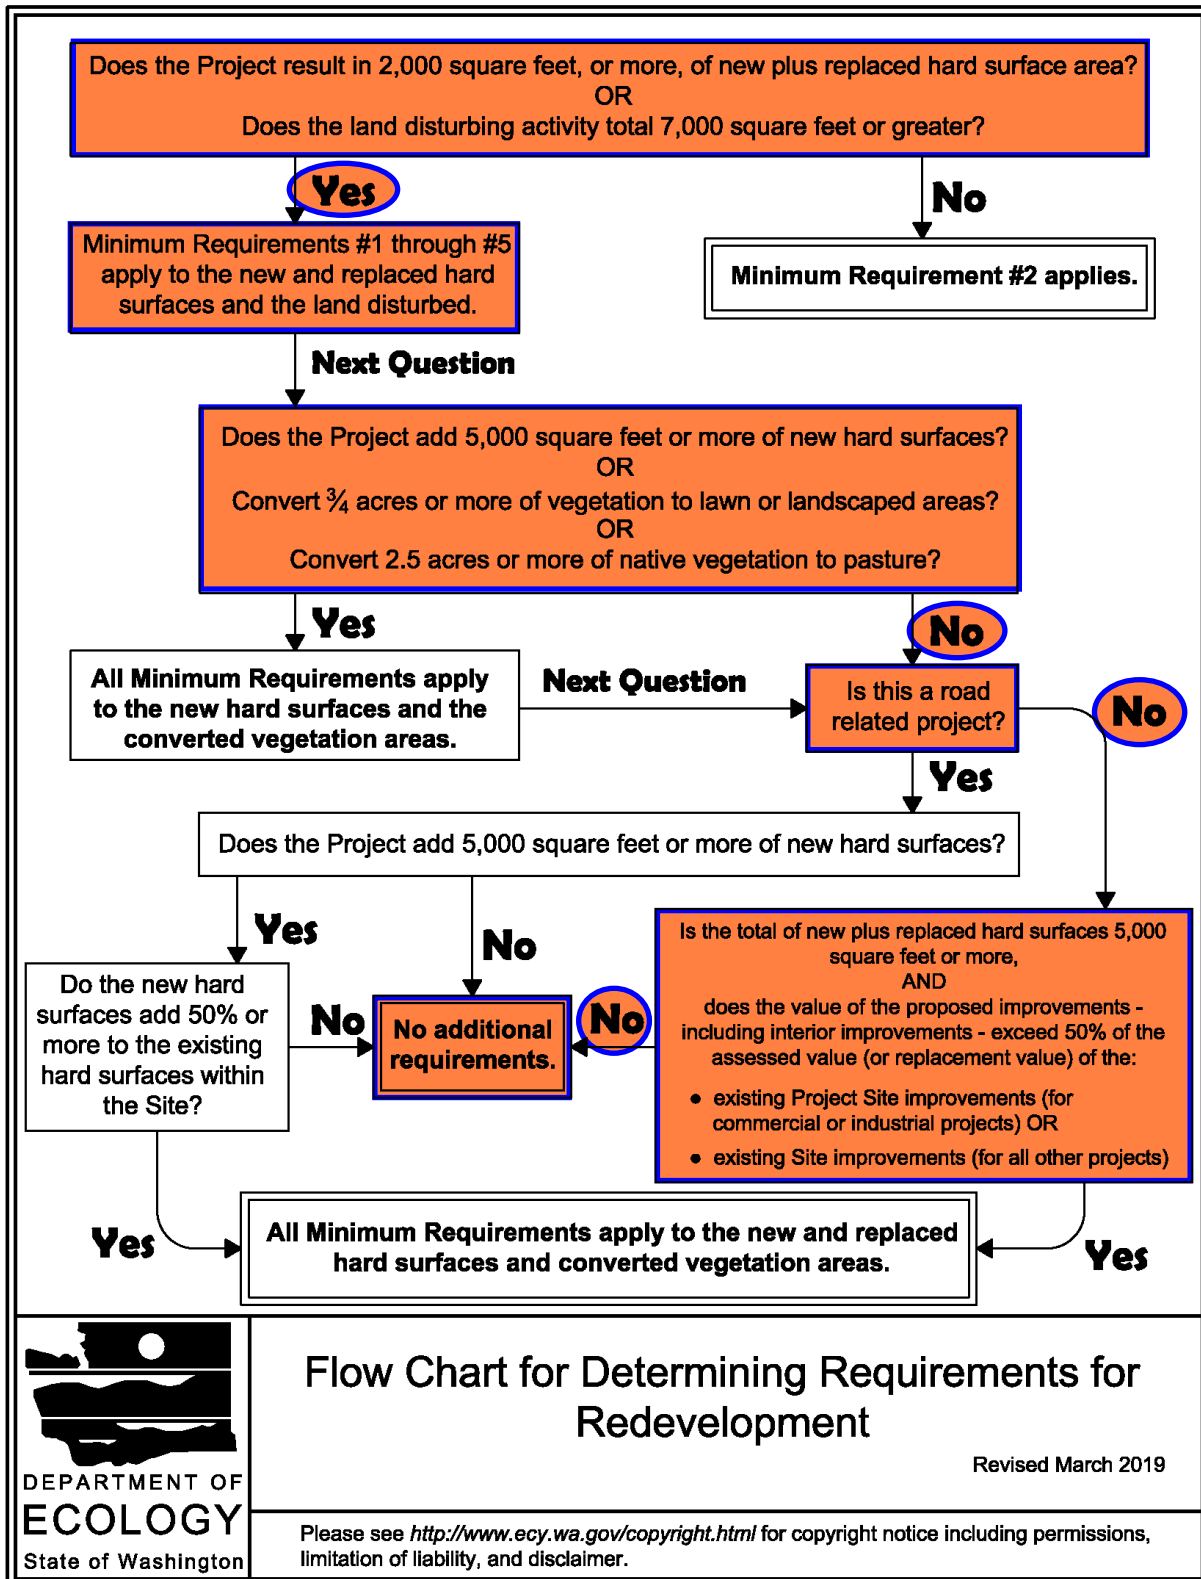 Does the Project result in 2,000 square feet, or more, of new plus replaced hard surface area?
OR
Does the land disturbing activity total 7,000 square feet or greater?
Yes
No
Minimum Requirements #1 through #5
apply to the new and replaced hard
surfaces and the land disturbed.
Minimum Requirement #2 applies.
Next Question
Does the Project add 5,000 square feet or more of new hard surfaces?
OR
Convert ¾ acres or more of vegetation to lawn or landscaped areas?
OR
Convert 2.5 acres or more of native vegetation to pasture?
Yes
No
All Minimum Requirements apply
to the new hard surfaces and the
converted vegetation areas.
Next Question
Is this a road
related project?
No
Yes
Does the Project add 5,000 square feet or more of new hard surfaces?
Yes
No
Do the new hard
surfaces add 50% or
more to the existing
hard surfaces within
the Site?
No
No additional
requirements.
No
Is the total of new plus replaced hard surfaces 5,000
square feet or more,
AND
does the value of the proposed improvements -
including interior improvements - exceed 50% of the
assessed value (or replacement value) of the:
• existing Project Site improvements (for
commercial or industrial projects) OR
• existing Site improvements (for all other projects)
Yes
All Minimum Requirements apply to the new and replaced
hard surfaces and converted vegetation areas.
Yes
DEPARTMENT OF
ECOLOGY
State of Washington
Flow Chart for Determining Requirements for
Redevelopment
Revised March 2019
Please see http://www.ecy.wa.gov/copyright.html for copyright notice including permissions,
limitation of liability, and disclaimer.